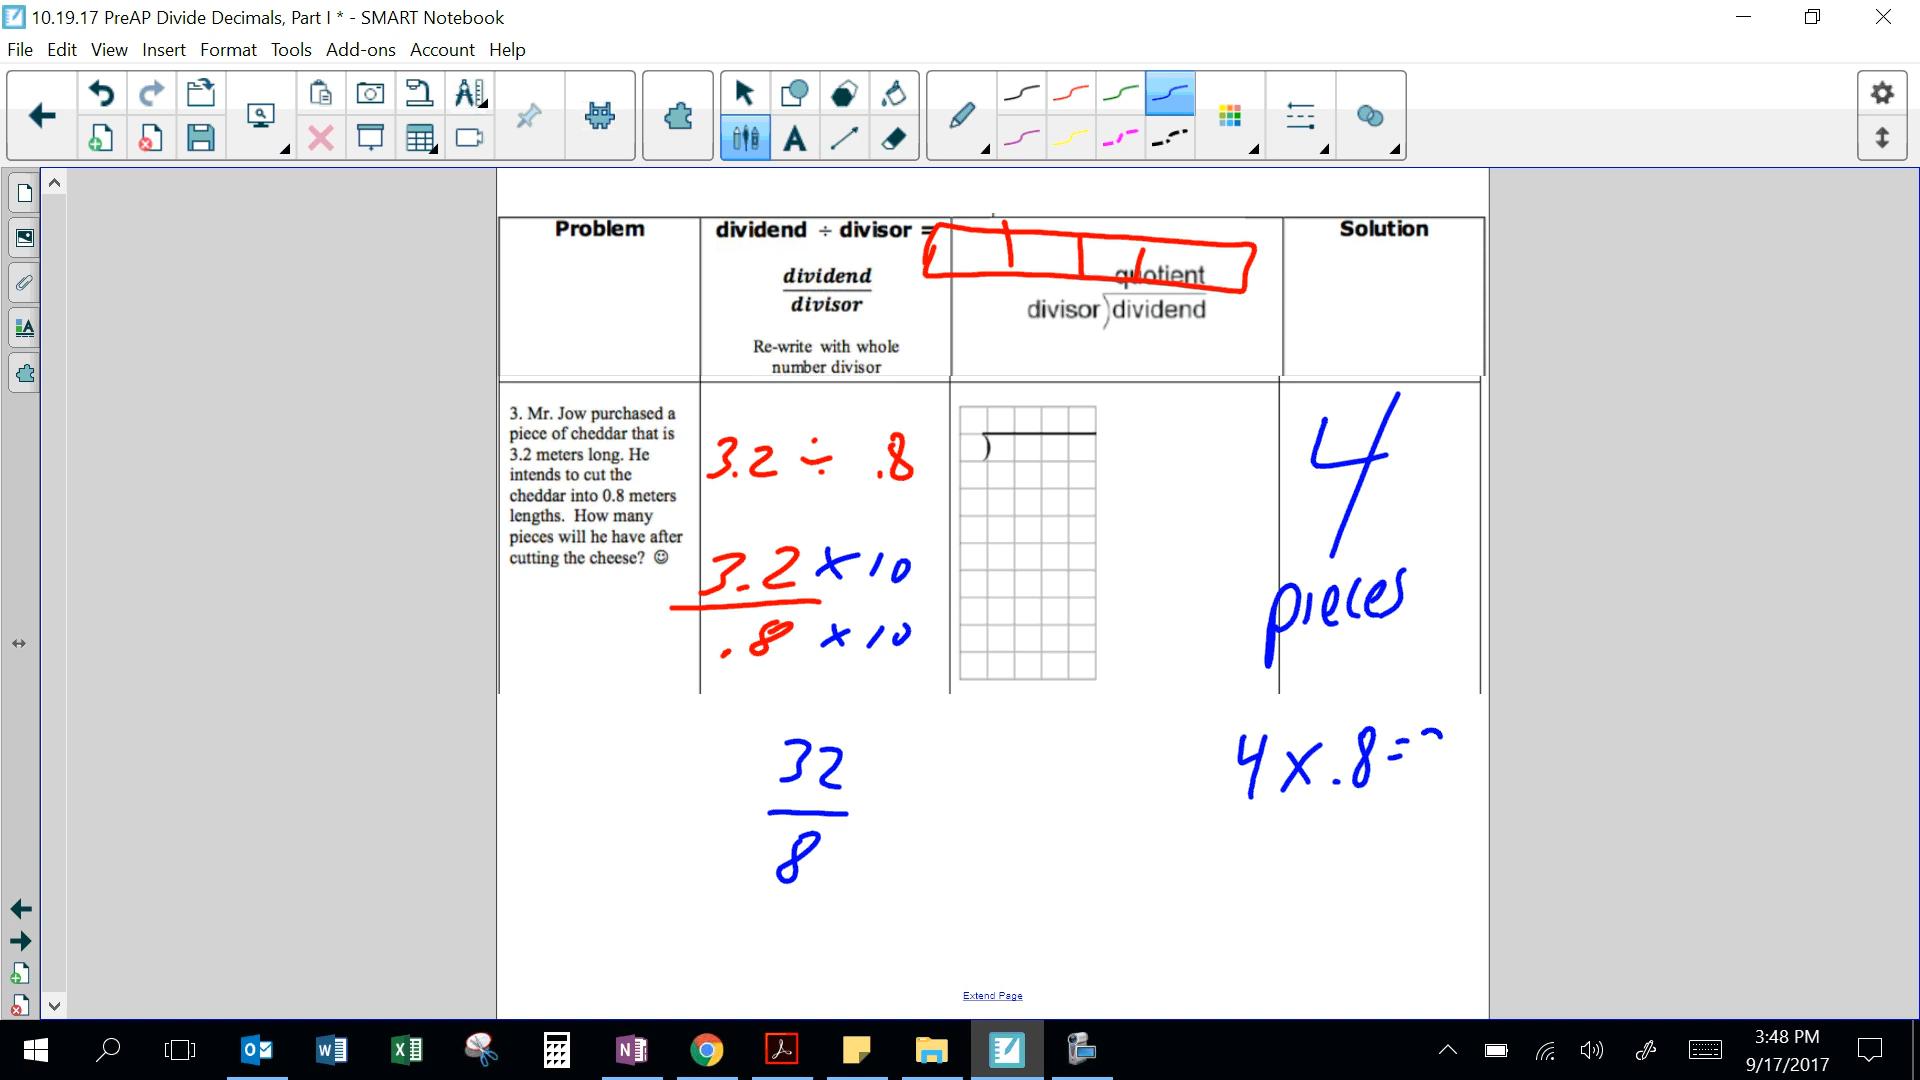 10.19.17 PreAP Divide Decimals, Part I * - SMART Notebook
File Edit View Insert Format Tools Add-ons Account Help
Problem
dividend ÷ divisor =
dividend
divisor
Re-write with whole
number divisor
quotient
divisor)dividend
Solution
3. Mr. Jow purchased a
piece of cheddar that is
3.2 meters long. He
intends to cut the
cheddar into 0.8 meters
lengths. How many
pieces will he have after
cutting the cheese? ☺
3.2 ÷ .8
3.2 x 10
.8 x 10
32
8
4
pieces
4 x .8 =
Extend Page
3:48 PM
9/17/2017